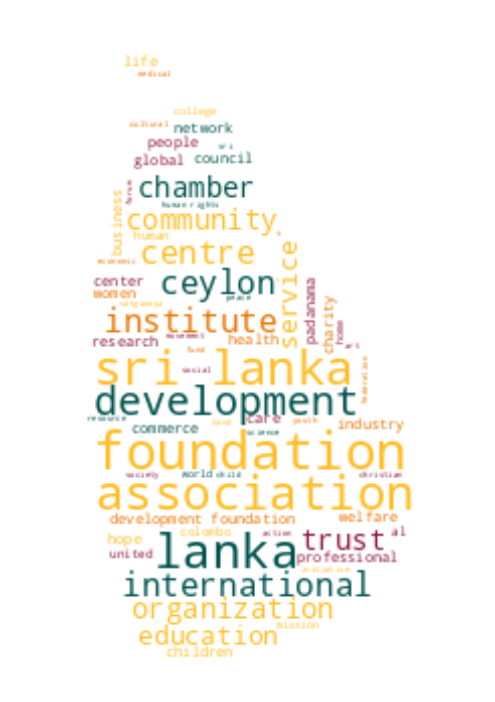 life
medical
college
cultural network
people sri
global council
chamber
forum
human rights
business
community
human
centre
service
economic
ceylon
center
women
peace
sangamaya
padanama
charity
home
institute
research movement health
art
fund
sri lanka
social
federation
development
resource
care
fund
youth
commerce science industry
foundation
society world child christian
association
development foundation welfare
hope colombo action
lanka trust al
united professional
initiative
international
organization
mission
education
children